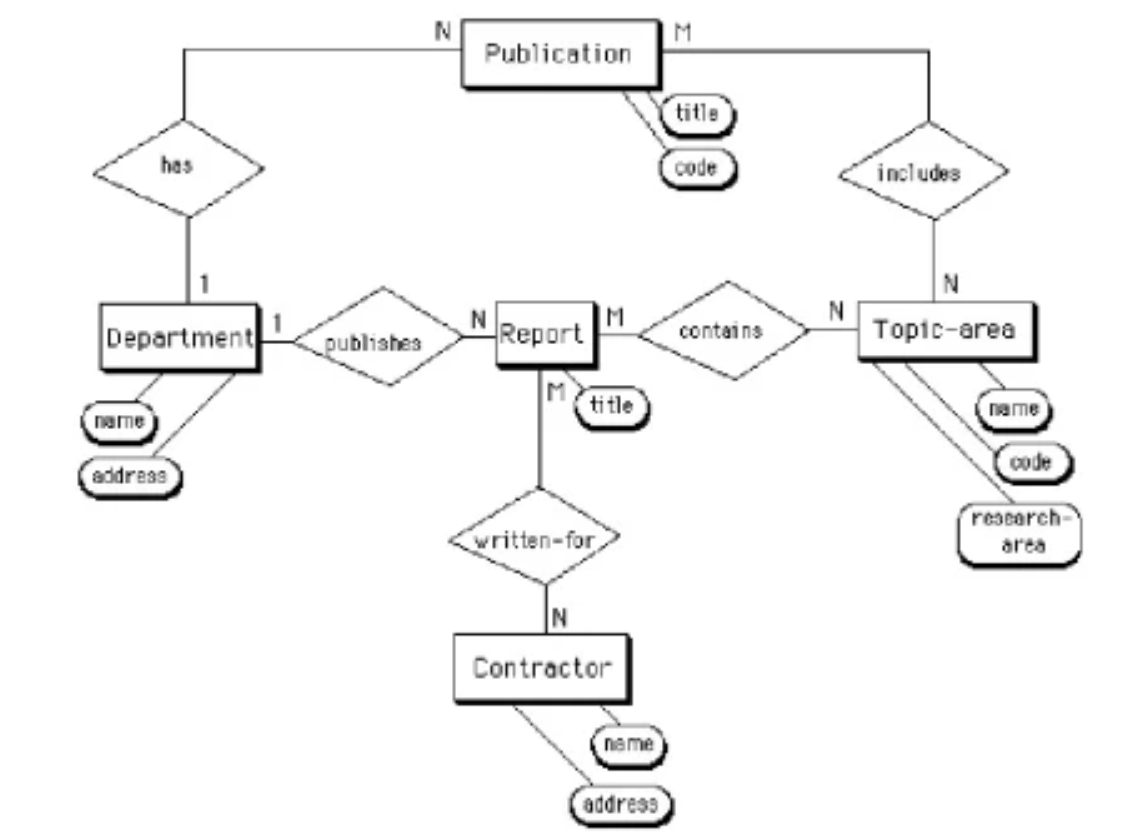 N
Publication
M
title
code
has
includes
1
N
Department
1
publishes
N
Report
M
contains
N
Topic-area
M
title
name
address
name
code
research-
area
written-for
N
Contractor
name
address